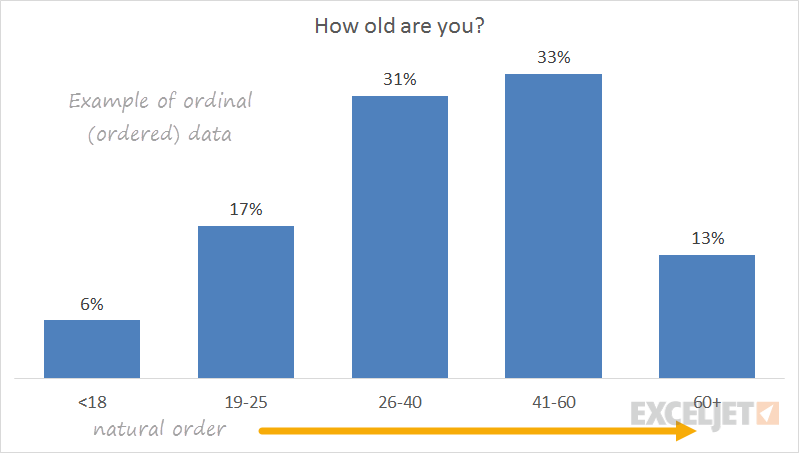 How old are you?
Example of ordinal
(ordered) data
6%
17%
31%
33%
13%
<18
19-25
26-40
41-60
60+
natural order
EXCELJET